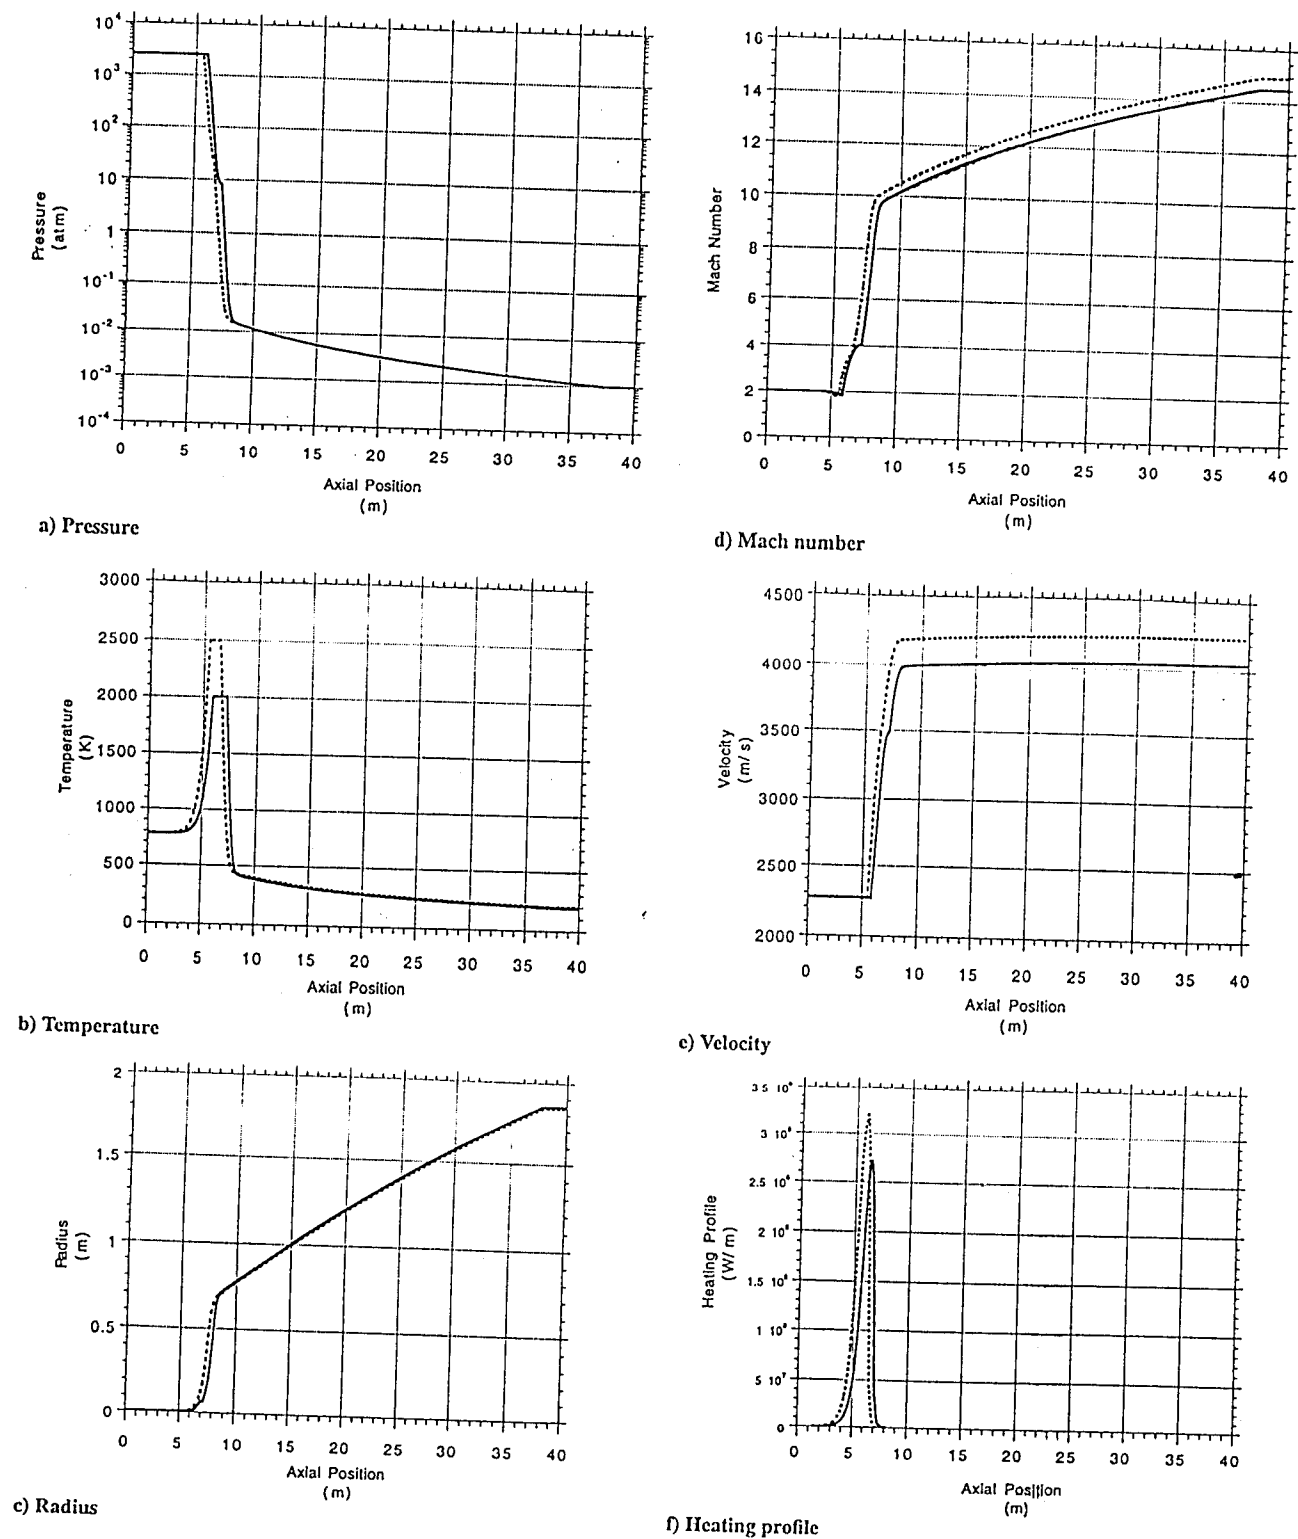 10⁴
10³
10²
10
1
10⁻¹
10⁻²
10⁻³
10⁻⁴
Pressure
(atm)
0 5 10 15 20 25 30 35 40
Axial Position
(m)
a) Pressure
16
14
12
10
8
6
4
2
0
Mach Number
0 5 10 15 20 25 30 35 40
Axial Position
(m)
d) Mach number
3000
2500
2000
1500
1000
500
0
Temperature
(K)
0 5 10 15 20 25 30 35 40
Axial Position
(m)
b) Temperature
4500
4000
3500
3000
2500
2000
Velocity
(m/s)
0 5 10 15 20 25 30 35 40
Axial Position
(m)
e) Velocity
2
1.5
1
0.5
0
Radius
(m)
0 5 10 15 20 25 30 35 40
Axial Position
(m)
c) Radius
5 10⁷
0
Heating Profile
(W/m)
0 5 10 15 20 25 30 35 40
Axial Position
(m)
f) Heating profile